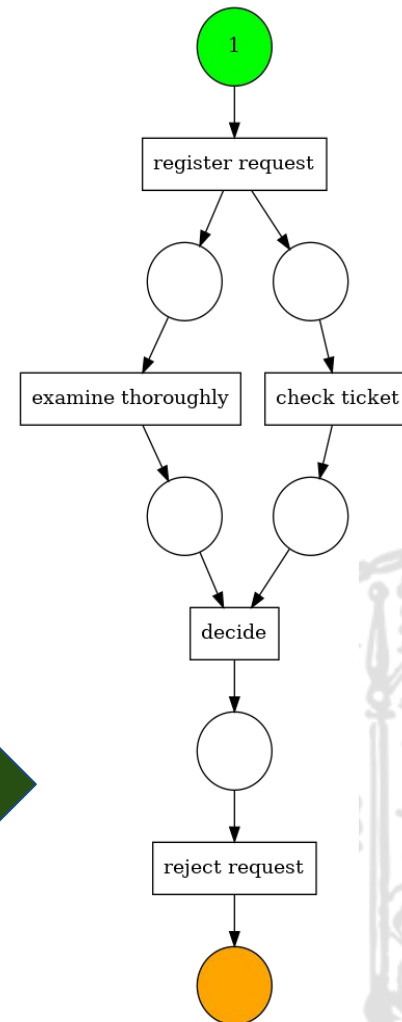 1
register request
examine thoroughly
check ticket
decide
reject request